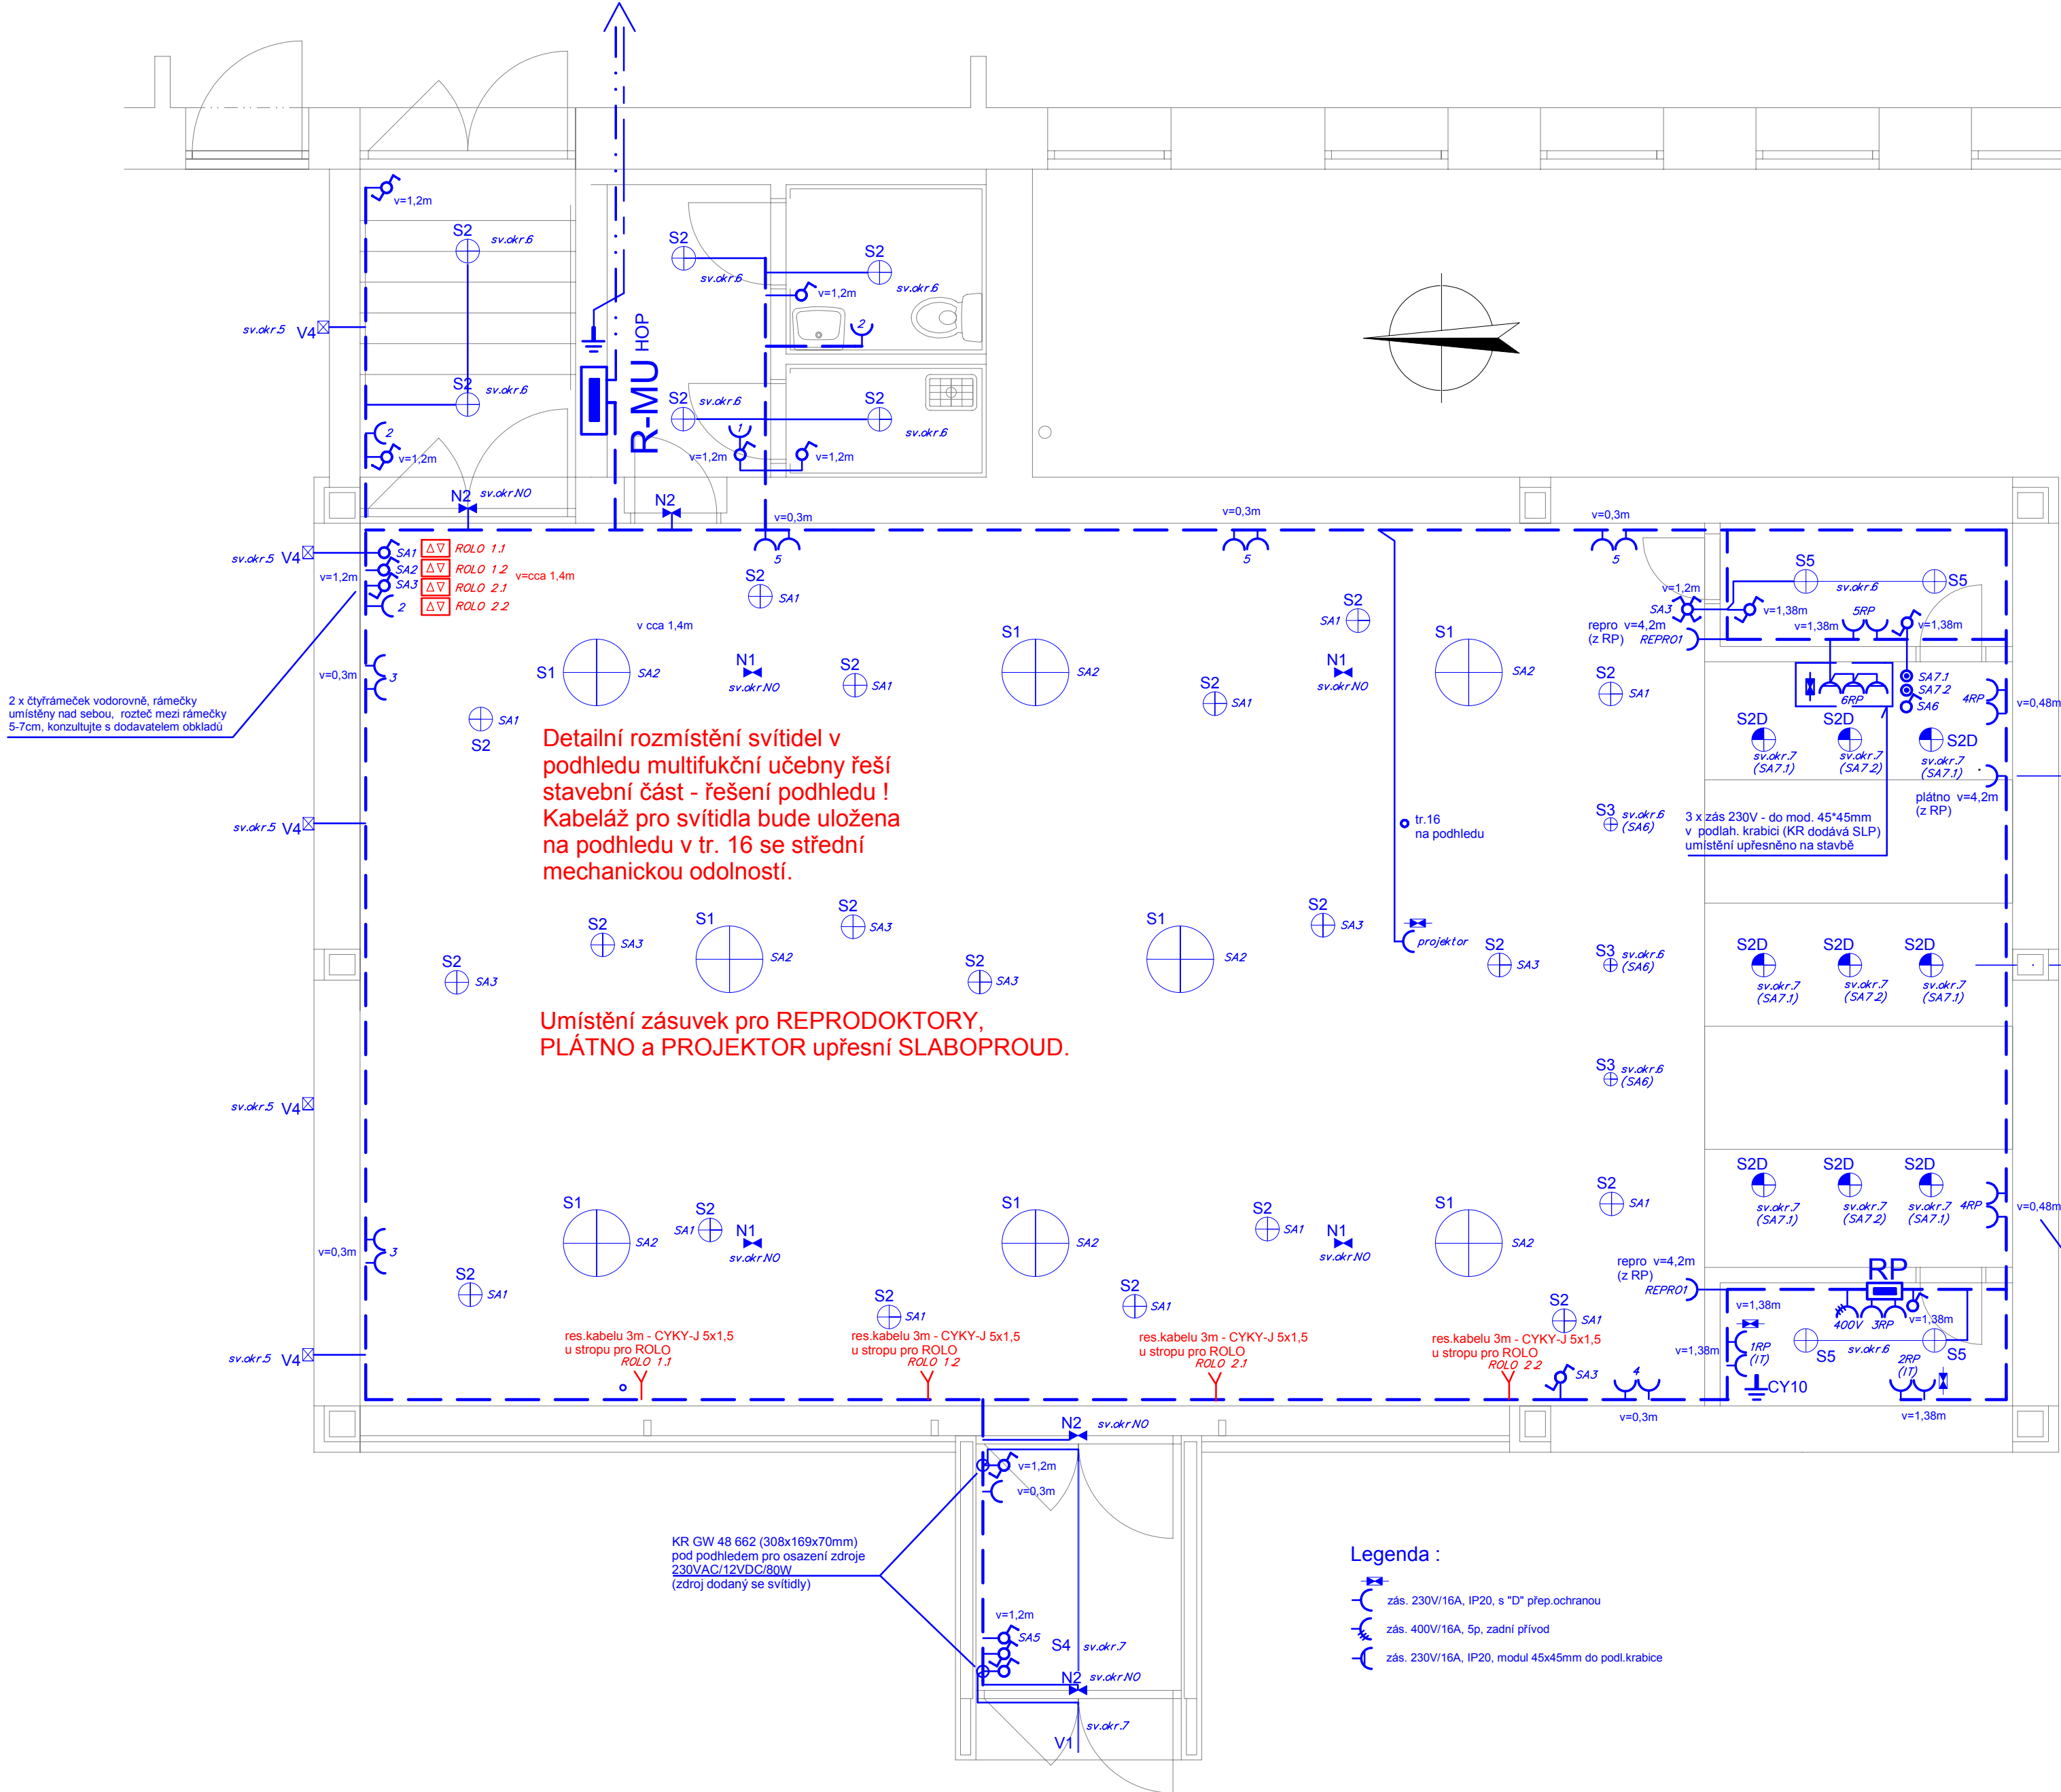 v=1,2m
S2 sv.okr.6
S2
sv.okr.6
S2
sv.okr.6
v=1,2m
2
sv.okr.5 V4
HOP
R-MU
S2 sv.okr.6
S2 sv.okr.6
S2
sv.okr.6
2
v=1,2m
1
v=1,2m
v=1,2m
N2 sv.okr.NO
N2
v=0,3m
v=0,3m
v=0,3m
sv.okr.5 V4
SA1 ROLO 1.1
SA2 ROLO 1.2
v=1,2m
v=cca 1,4m
SA3 ROLO 2.1
2 ROLO 2.2
5
5
5
S2
SA1
S2
SA1
v cca 1,4m
S5
S5
sv.okr.6
v=1,2m
SA3
v=1,38m
5RP
v=1,38m
v=1,38m
repro v=4,2m
(z RP) REPRO1
S1
SA2
N1
sv.okr.NO
S2
SA1
S1
SA2
N1
sv.okr.NO
S2
SA1
S1
SA2
S2
SA1
v=0,3m
3
6RP
SA7.1
SA7.2
SA6
4RP
v=0,48m
2 x čtyřrámeček vodorovně, rámečky
umístěny nad sebou, rozteč mezi rámečky
5-7cm, konzultujte s dodavatelem obkladů
SA1
S2
Detailní rozmístění svítidel v
podhledu multifukční učebny řeší
stavební část - řešení podhledu !
Kabeláž pro svítidla bude uložena
na podhledu v tr. 16 se střední
mechanickou odolností.
S2D
sv.okr.7
(SA7.1)
S2D
sv.okr.7
(SA7.2)
S2D
sv.okr.7
(SA7.1)
plátno v=4,2m
(z RP)
sv.okr.5 V4
tr.16
na podhledu
S3 sv.okr.6
(SA6)
3 x zás 230V - do mod. 45*45mm
v podlah. krabici (KR dodává SLP)
umístění upřesněno na stavbě
S2
SA3
S2
SA3
S1
SA2
S2
SA3
S2
SA3
S1
SA2
S2
SA3
projektor
S2
SA3
S3 sv.okr.6
(SA6)
S2D
sv.okr.7
(SA7.1)
S2D
sv.okr.7
(SA7.2)
S2D
sv.okr.7
(SA7.1)
Umístění zásuvek pro REPRODOKTORY,
PLÁTNO a PROJEKTOR upřesní SLABOPROUD.
S3 sv.okr.6
(SA6)
sv.okr.5 V4
S2D
sv.okr.7
(SA7.1)
S2D
sv.okr.7
(SA7.2)
S2D
sv.okr.7
(SA7.1)
4RP
v=0,48m
S1
SA2
S2
SA1
N1
sv.okr.NO
S1
SA2
S2
SA1
N1
sv.okr.NO
S1
SA2
S2
SA1
v=0,3m
3
repro v=4,2m
(z RP)
REPRO1
RP
S2
SA1
S2
SA1
S2
SA1
S2
SA1
v=1,38m
400V 3RP
v=1,38m
v=1,38m
1RP
(IT)
S5
sv.okr.6
S5
2RP
(IT)
CY10
v=1,38m
sv.okr.5 V4
res.kabelu 3m - CYKY-J 5x1,5
u stropu pro ROLO
ROLO 1.1
res.kabelu 3m - CYKY-J 5x1,5
u stropu pro ROLO
ROLO 1.2
res.kabelu 3m - CYKY-J 5x1,5
u stropu pro ROLO
ROLO 2.1
res.kabelu 3m - CYKY-J 5x1,5
u stropu pro ROLO
ROLO 2.2
SA3
4
v=0,3m
N2 sv.okr.NO
v=1,2m
v=0,3m
KR GW 48 662 (308x169x70mm)
pod podhledem pro osazení zdroje
230VAC/12VDC/80W
(zdroj dodaný se svítidly)
v=1,2m
SA5
S4 sv.okr.7
N2 sv.okr.NO
sv.okr.7
V1
Legenda :
zás. 230V/16A, IP20, s "D" přep.ochranou
zás. 400V/16A, 5p, zadní přívod
zás. 230V/16A, IP20, modul 45x45mm do podl.krabice